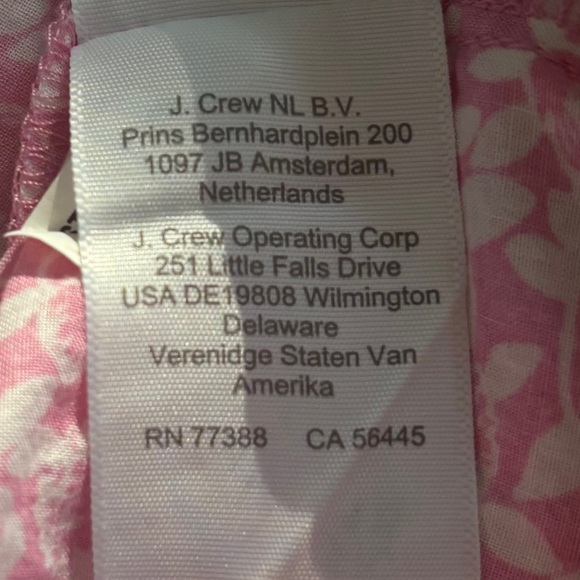 J. Crew NL B.V.
Prins Bernhardplein 200
1097 JB Amsterdam,
Netherlands
J. Crew Operating Corp
251 Little Falls Drive
USA DE19808 Wilmington
Delaware
Verenidge Staten Van
Amerika
RN 77388 CA 56445